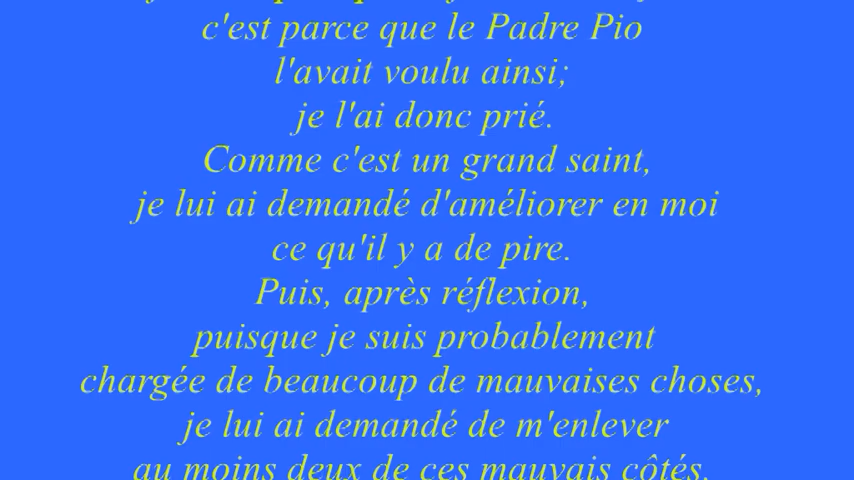 c'est parce que le Padre Pio
l'avait voulu ainsi;
je l'ai donc prié.
Comme c'est un grand saint,
je lui ai demandé d'améliorer en moi
ce qu'il y a de pire.
Puis, après réflexion,
puisque je suis probablement
chargée de beaucoup de mauvaises choses,
je lui ai demandé de m'enlever
au moins deux de ces mauvais côtés.